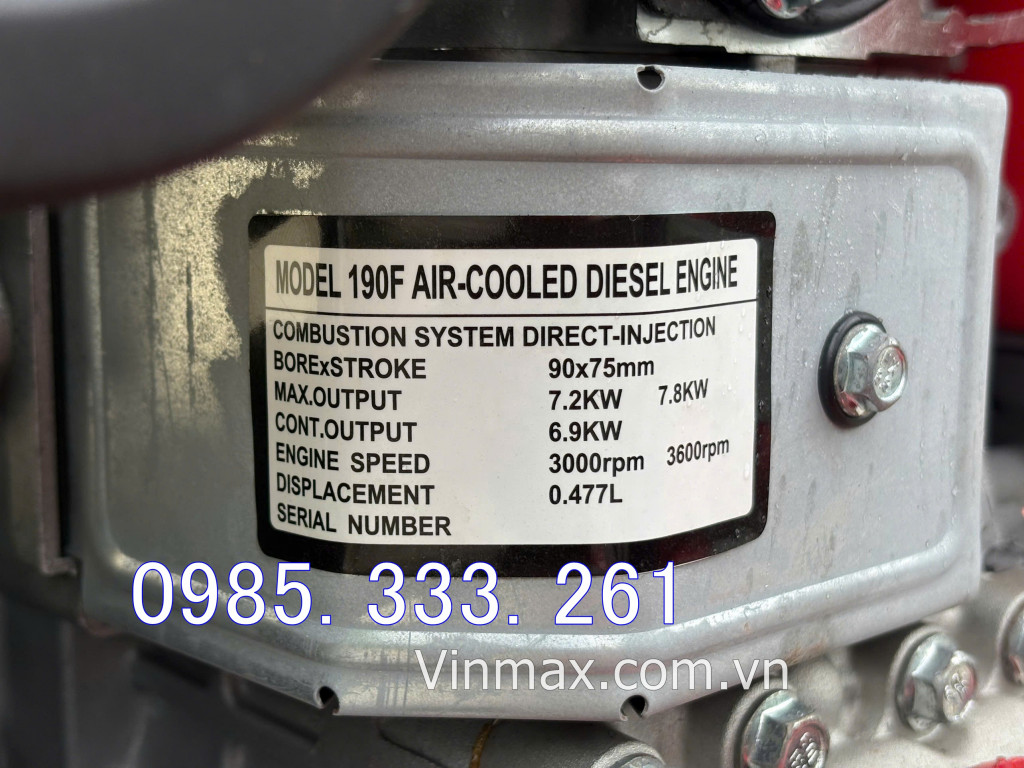 MODEL 190F AIR-COOLED DIESEL ENGINE
COMBUSTION SYSTEM DIRECT-INJECTION
BORExSTROKE 90x75mm
MAX.OUTPUT 7.2KW 7.8KW
CONT.OUTPUT 6.9KW
ENGINE SPEED 3000rpm 3600rpm
DISPLACEMENT 0.477L
SERIAL NUMBER
0985. 333. 261
Vinmax.com.vn